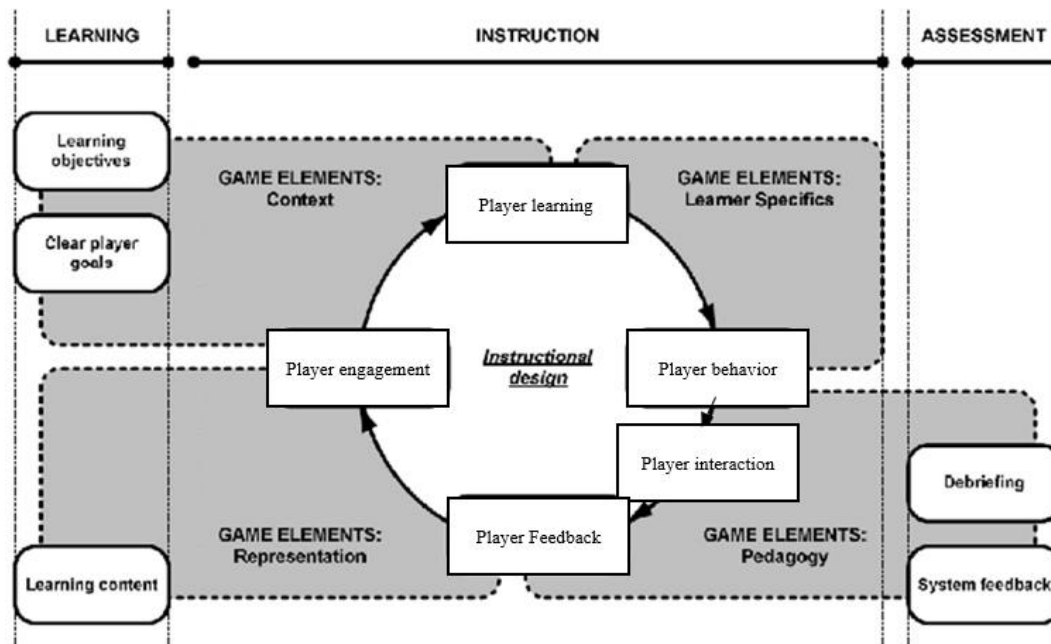 LEARNING
INSTRUCTION
ASSESSMENT
Learning
objectives
GAME ELEMENTS:
Context
Player learning
GAME ELEMENTS:
Learner Specifics
Clear player
goals
Player engagement
Instructional
design
Player behavior
Player interaction
Debriefing
GAME ELEMENTS:
Representation
Player Feedback
GAME ELEMENTS:
Pedagogy
Learning content
System feedback